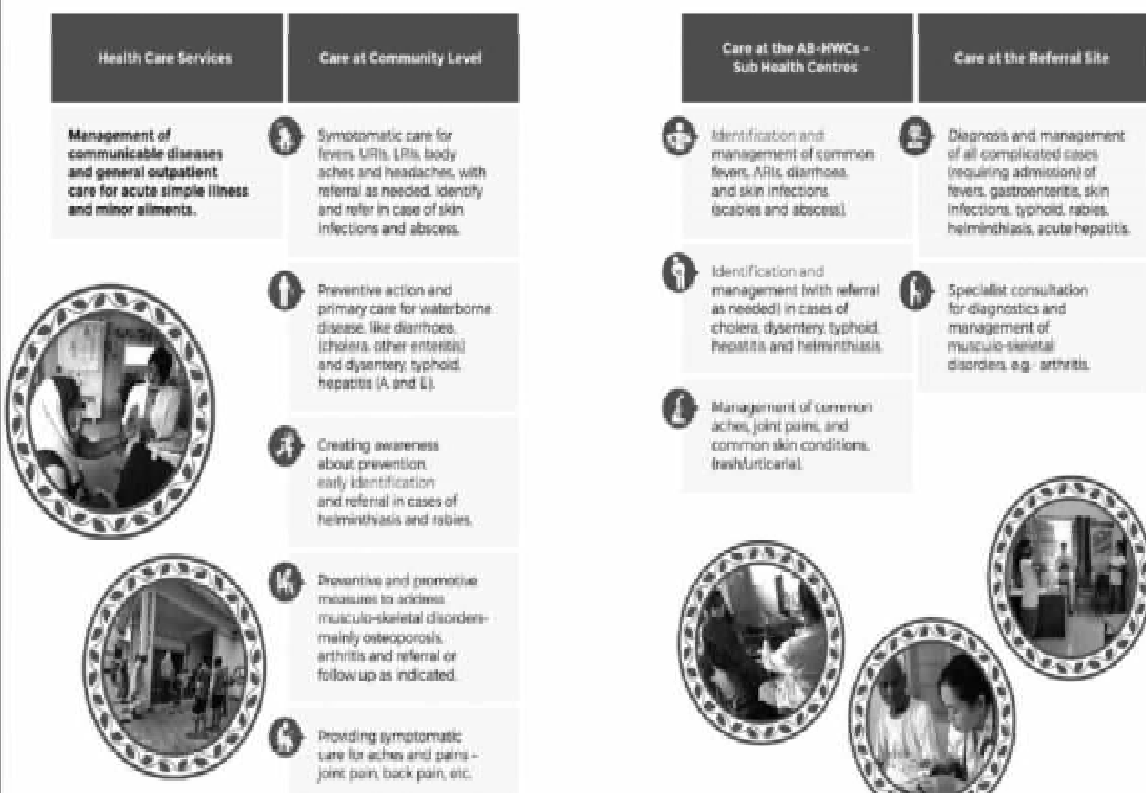 Health Care Services
Care at Community Level
Care at the AB-HWCs –
Sub Health Centres
Care at the Referral Site
Management of
communicable diseases
and general outpatient
care for acute simple illness
and minor ailments.
Symptomatic care for
fevers, URIs, LRIs, body
aches and headaches, with
referral as needed. Identify
and refer in case of skin
infections and abscess.
Preventive action and
primary care for waterborne
disease, like diarrhoea,
(cholera, other enteritis)
and dysentery, typhoid,
hepatitis (A and E).
Creating awareness
about prevention,
early identification
and referral in cases of
helminthiasis and rabies.
Preventive and promotive
measures to address
musculo-skeletal disorders-
mainly osteoporosis,
arthritis and referral or
follow up as indicated.
Providing symptomatic
care for aches and pains –
joint pain, back pain, etc.
Identification and
management of common
fevers, ARIs, diarrhoea,
and skin infections
(scabies and abscess).
Identification and
management (with referral
as needed) in cases of
cholera, dysentery, typhoid,
hepatitis and helminthiasis.
Management of common
aches, joint pains, and
common skin conditions,
(rash/urticaria).
Diagnosis and management
of all complicated cases
(requiring admission) of
fevers, gastroenteritis, skin
infections, typhoid, rabies,
helminthiasis, acute hepatitis.
Specialist consultation
for diagnostics and
management of
musculo-skeletal
disorders, e.g.- arthritis.